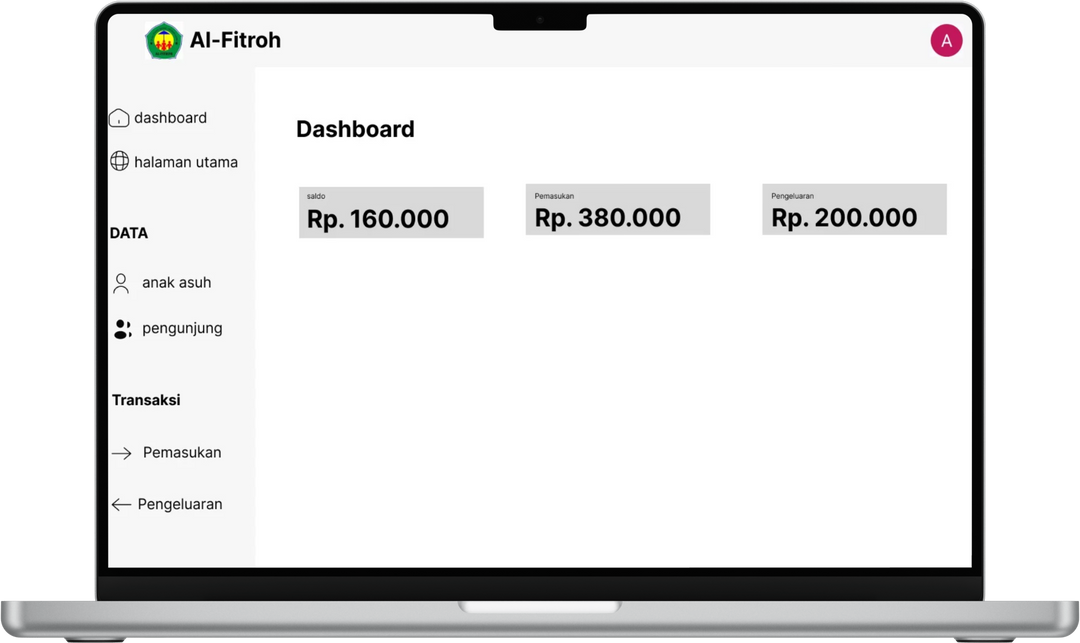 Al-Fitroh
A
dashboard
halaman utama
DATA
anak asuh
pengunjung
Transaksi
Pemasukan
Pengeluaran
Dashboard
saldo
Rp. 160.000
Pemasukan
Rp. 380.000
Pengeluaran
Rp. 200.000